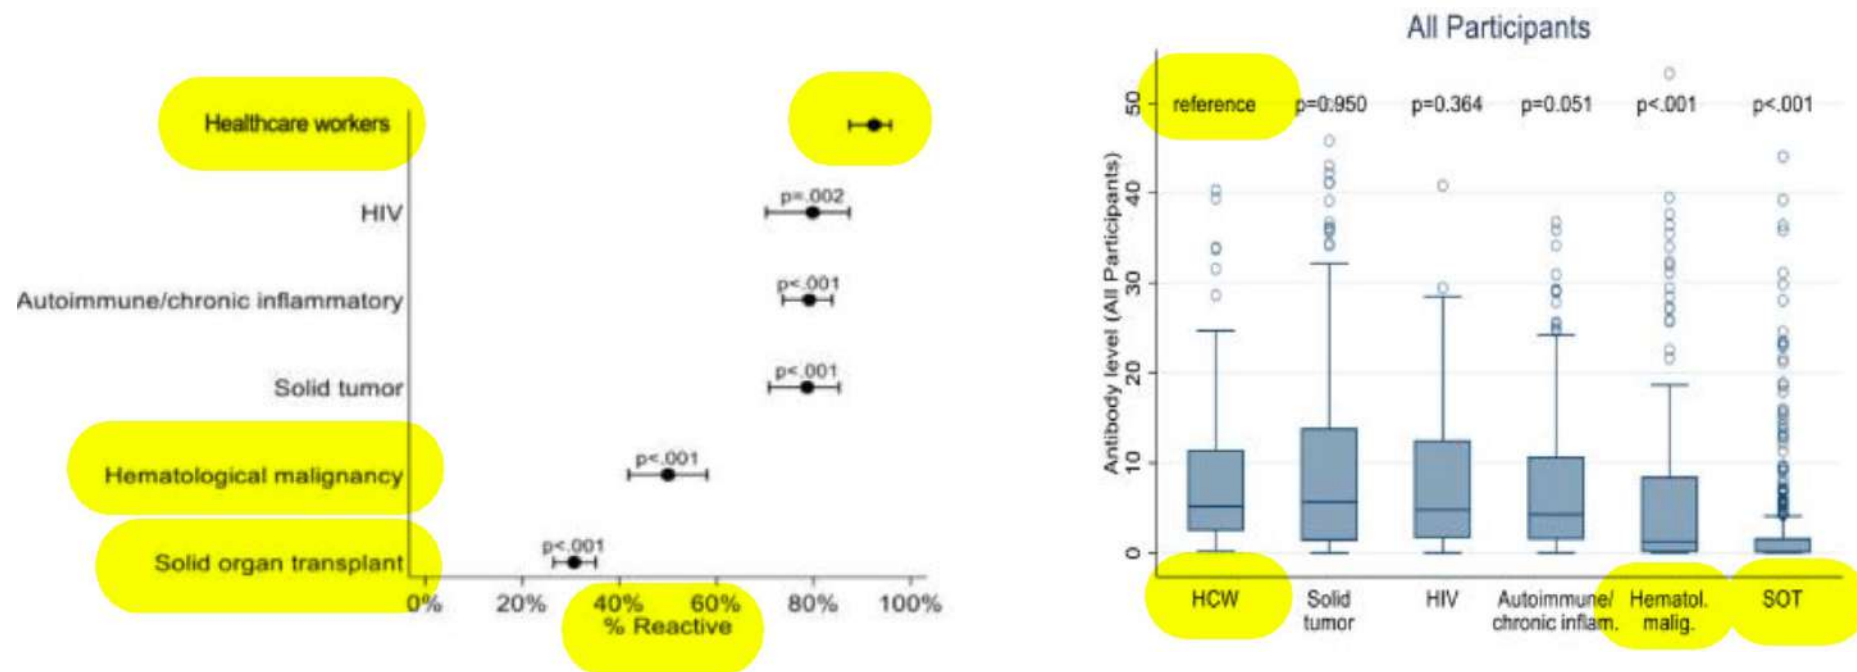 Healthcare workers
HIV
p=.002
Autoimmune/chronic inflammatory
p<.001
Solid tumor
p<.001
Hematological malignancy
p<.001
Solid organ transplant
p<.001
0% 20% 40% 60% 80% 100%
% Reactive
All Participants
reference p=0.950 p=0.364 p=0.051 p<.001 p<.001
Antibody level (All Participants)
50
40
30
20
10
0
HCW
Solid
tumor
HIV
Autoimmune/
chronic inflam.
Hematol.
malig.
SOT